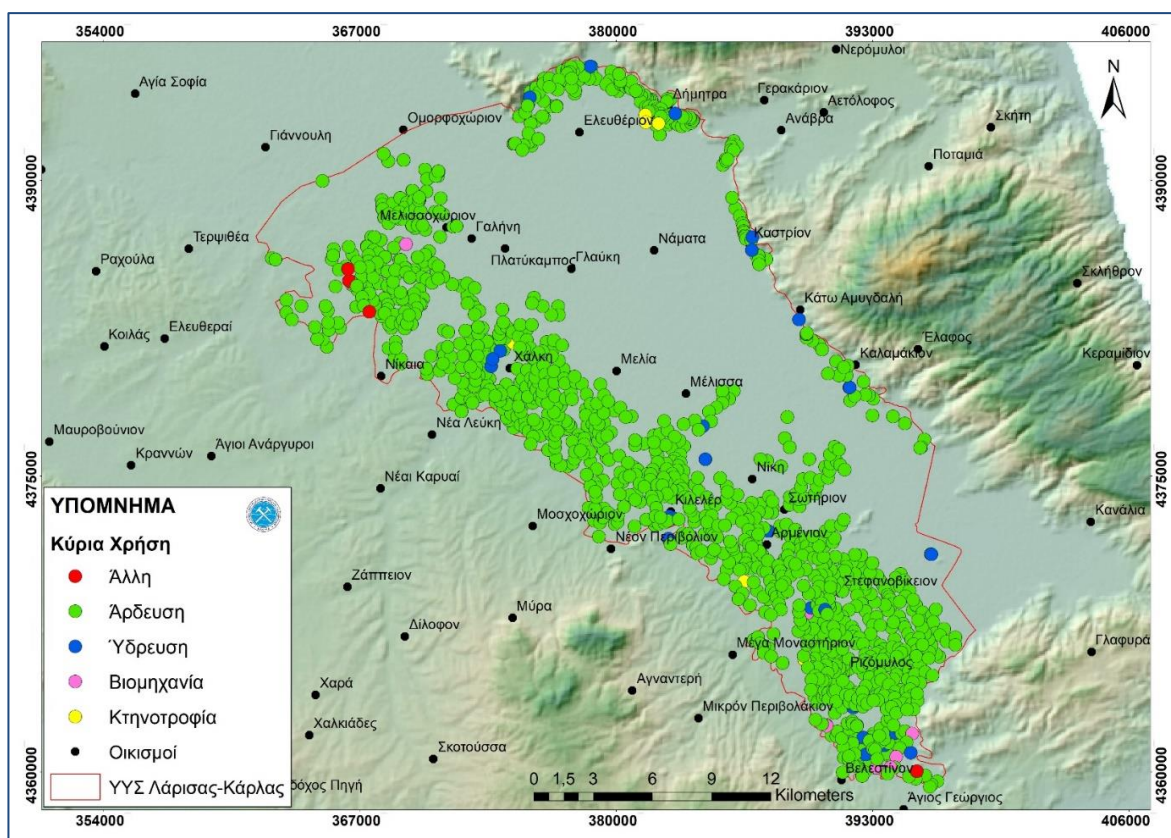 354000 367000 380000 393000 406000
Νερόμυλοι
N
Αγία Σοφία
Δήμητρα
Γερακάριον
Αετόλοφος
Ομορφοχώριον
Ελευθέριον
Ανάβρα
Σκήτη
Γιάννουλη
Ποταμιά
4390000
4390000
Μελισσοχώριον
Γαλήνη
Καστρίον
Τερψιθέα
Πλατύκαμπος
Νάματα
Γλαύκη
Ραχούλα
Σκλήθρον
Κάτω Αμυγδαλή
Ελευθεραί
Κοιλάς
Έλαφος
Νίκαια
Χάλκη
Μελία
Καλαμάκιον
Κεραμίδιον
Μέλισσα
Μαυροβούνιον
Νέα Λεύκη
Κραννών
Άγιοι Ανάργυροι
4375000
4375000
Νέαι Καρυαί
Νίκη
Κιλελέρ
Σωτήριον
Κανάλια
Μοσχοχώριον
Νέον Περιβόλιον
Αρμένιον
Ζάππειον
Στεφανοβίκειον
Μύρα
Δίλοφον
Μέγα Μοναστήριον
Γλαφυρά
Ριζόμυλος
Χαρά
Αγναντερή
Μικρόν Περιβολάκιον
Χαλκιάδες
Σκοτούσσα
Βελεστίνον
δόχος Πηγή
Άγιος Γεώργιος
4360000
4360000
ΥΠΟΜΝΗΜΑ
Κύρια Χρήση
Άλλη
Άρδευση
Ύδρευση
Βιομηχανία
Κτηνοτροφία
Οικισμοί
ΥΥΣ Λάρισας-Κάρλας
0 1,5 3 6 9 12
Kilometers
354000 367000 380000 393000 406000